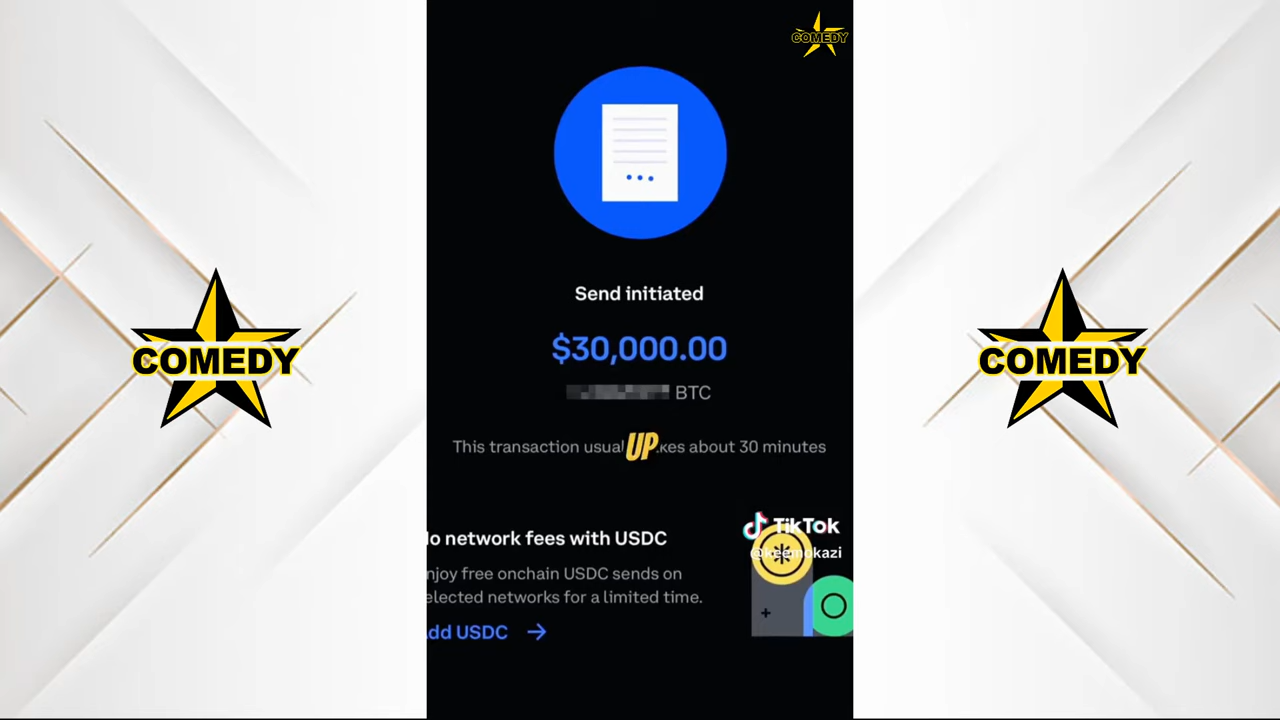 COMEDY
Send initiated
$30,000.00
BTC
This transaction usual UP kes about 30 minutes
TikTok
@keemokazi
o network fees with USDC
njoy free onchain USDC sends on
elected networks for a limited time.
dd USDC →
COMEDY
COMEDY